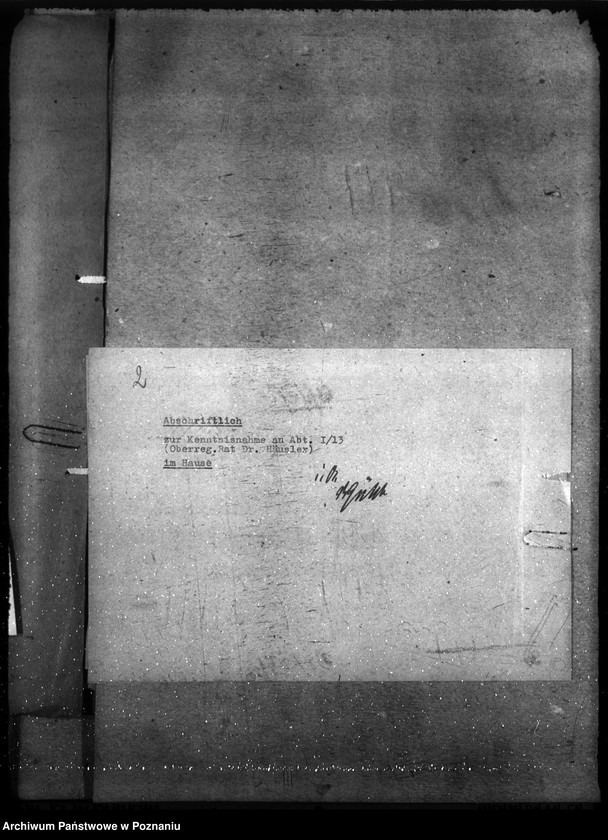 2
Abschriftlich
zur Kenntnisnahme an Abt. I/13
(Oberreg.Rat Dr. Häusler)
im Hause
Archiwum Państwowe w Poznaniu